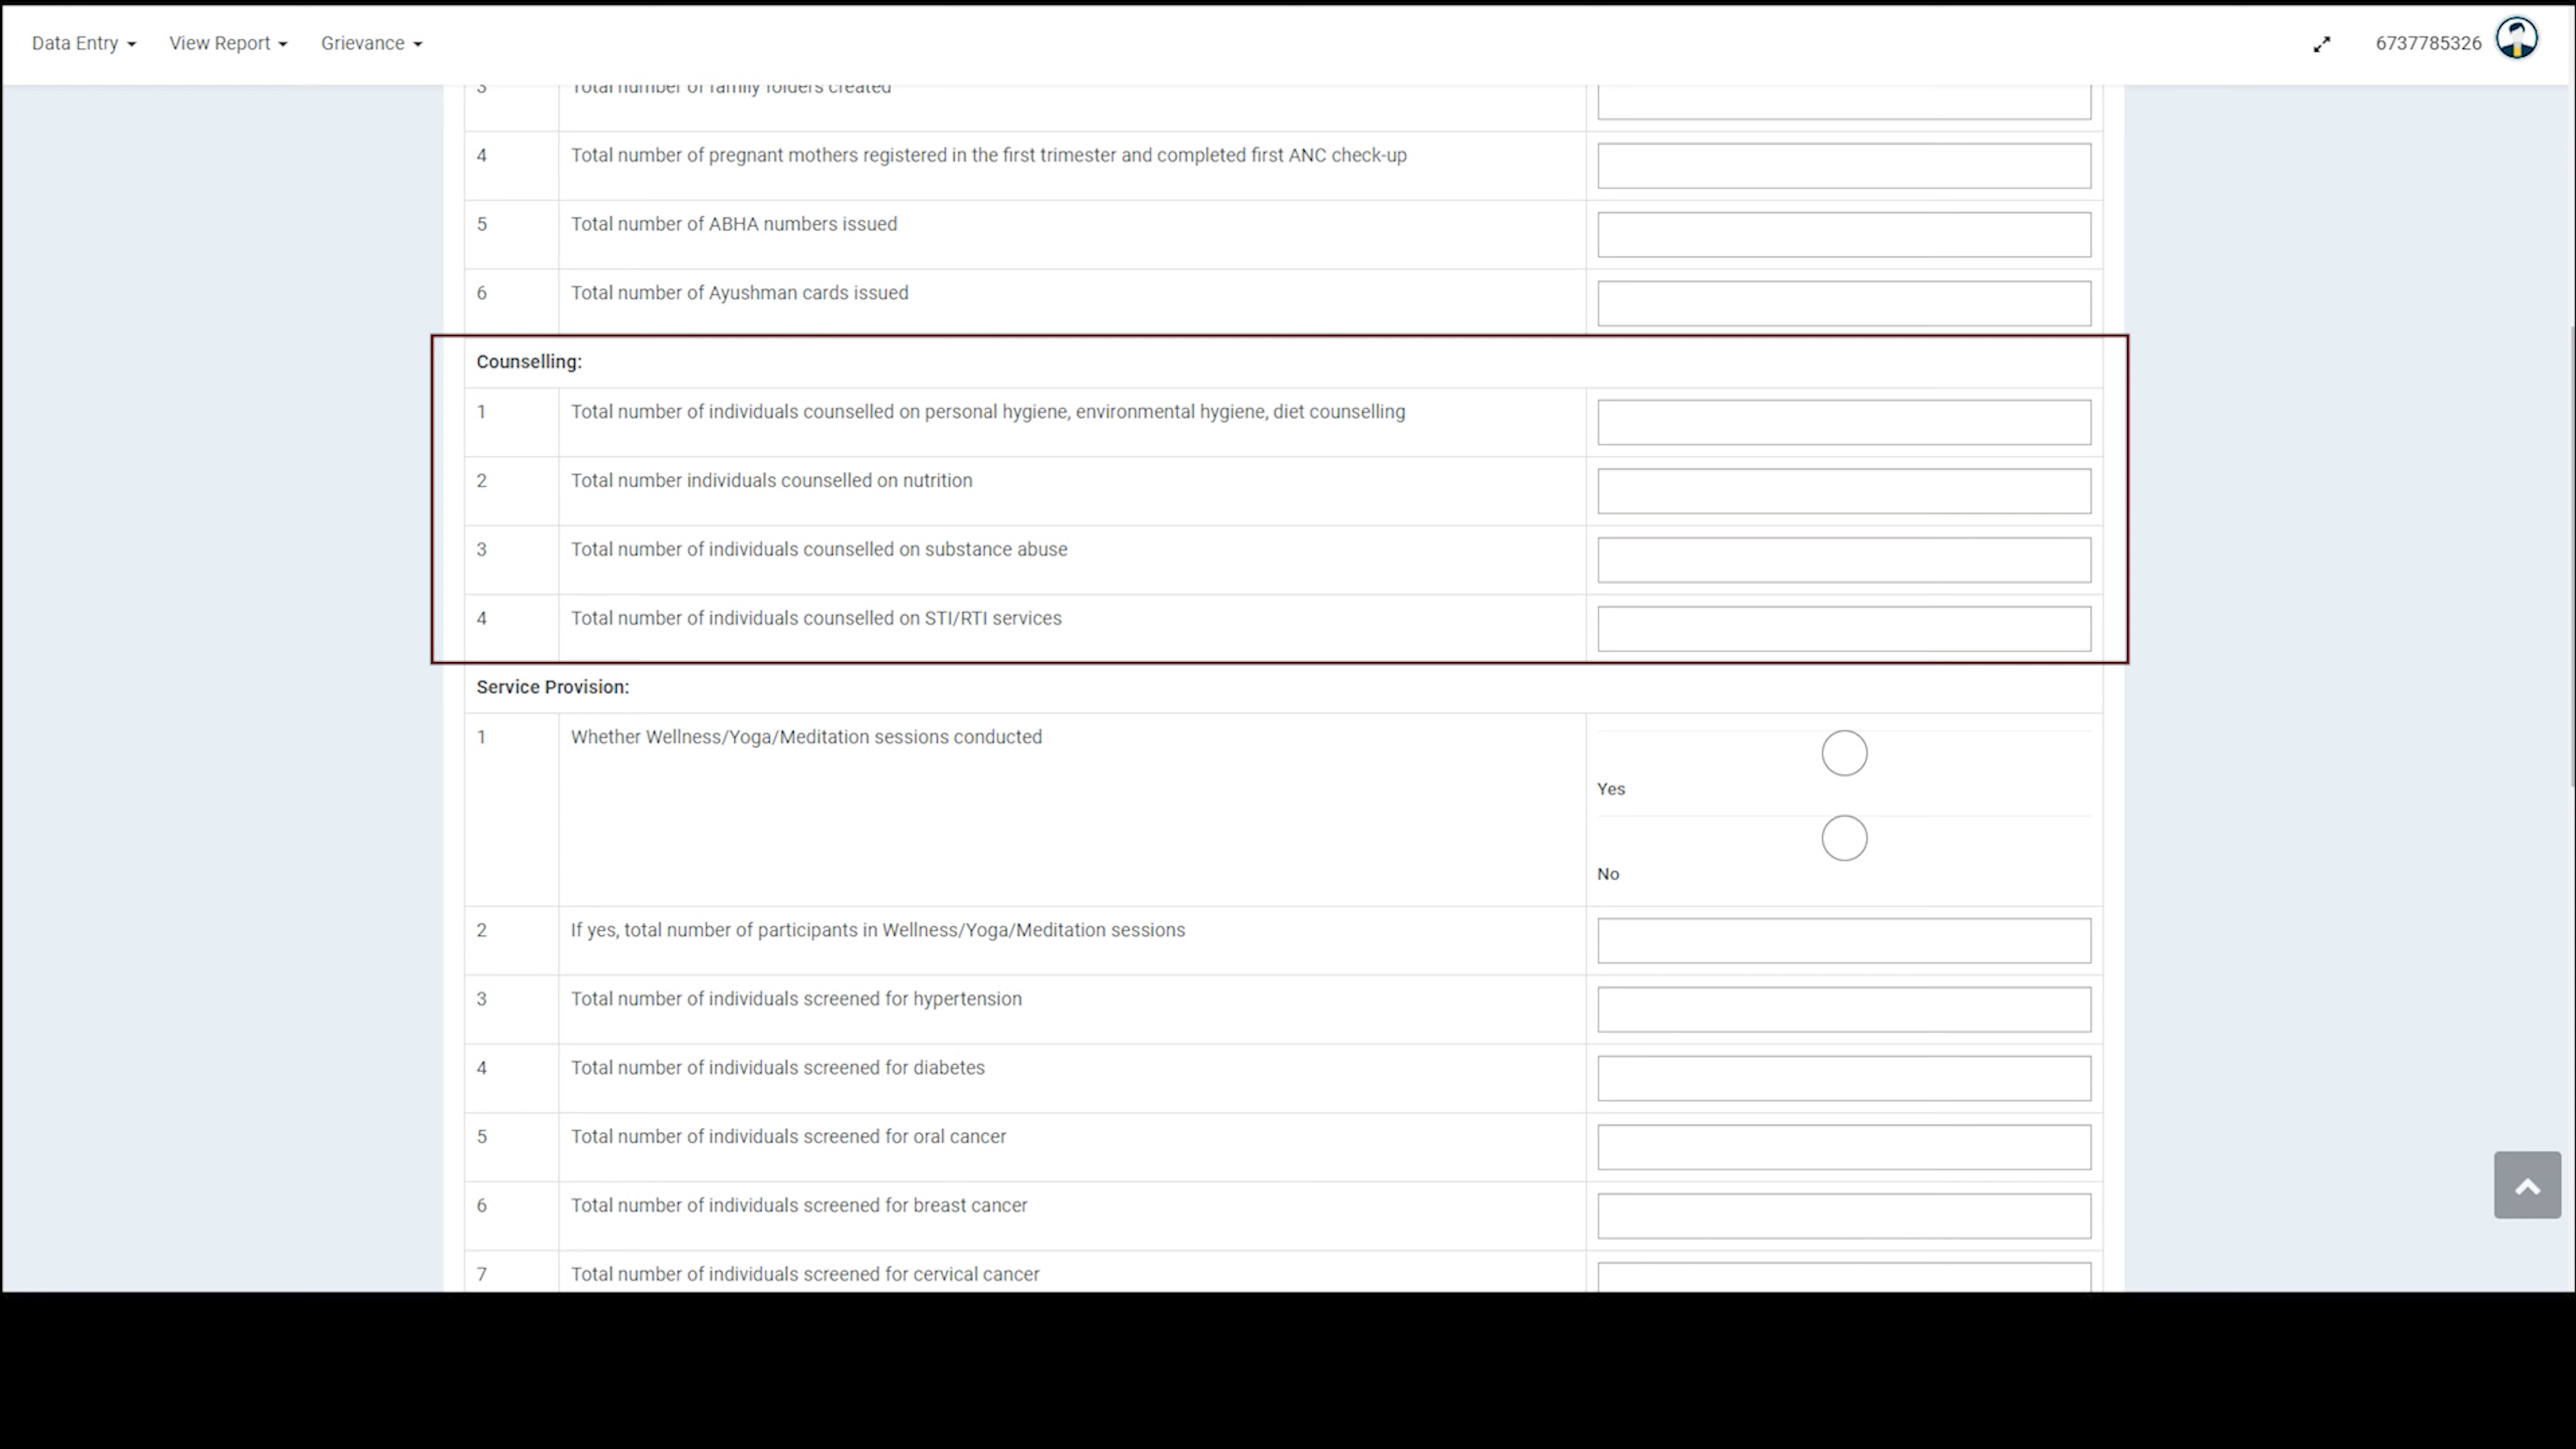 Data Entry View Report Grievance 6737785326
3 Total number of family folders created
4 Total number of pregnant mothers registered in the first trimester and completed first ANC check-up
5 Total number of ABHA numbers issued
6 Total number of Ayushman cards issued
Counselling:
1 Total number of individuals counselled on personal hygiene, environmental hygiene, diet counselling
2 Total number individuals counselled on nutrition
3 Total number of individuals counselled on substance abuse
4 Total number of individuals counselled on STI/RTI services
Service Provision:
1 Whether Wellness/Yoga/Meditation sessions conducted
Yes
No
2 If yes, total number of participants in Wellness/Yoga/Meditation sessions
3 Total number of individuals screened for hypertension
4 Total number of individuals screened for diabetes
5 Total number of individuals screened for oral cancer
6 Total number of individuals screened for breast cancer
7 Total number of individuals screened for cervical cancer